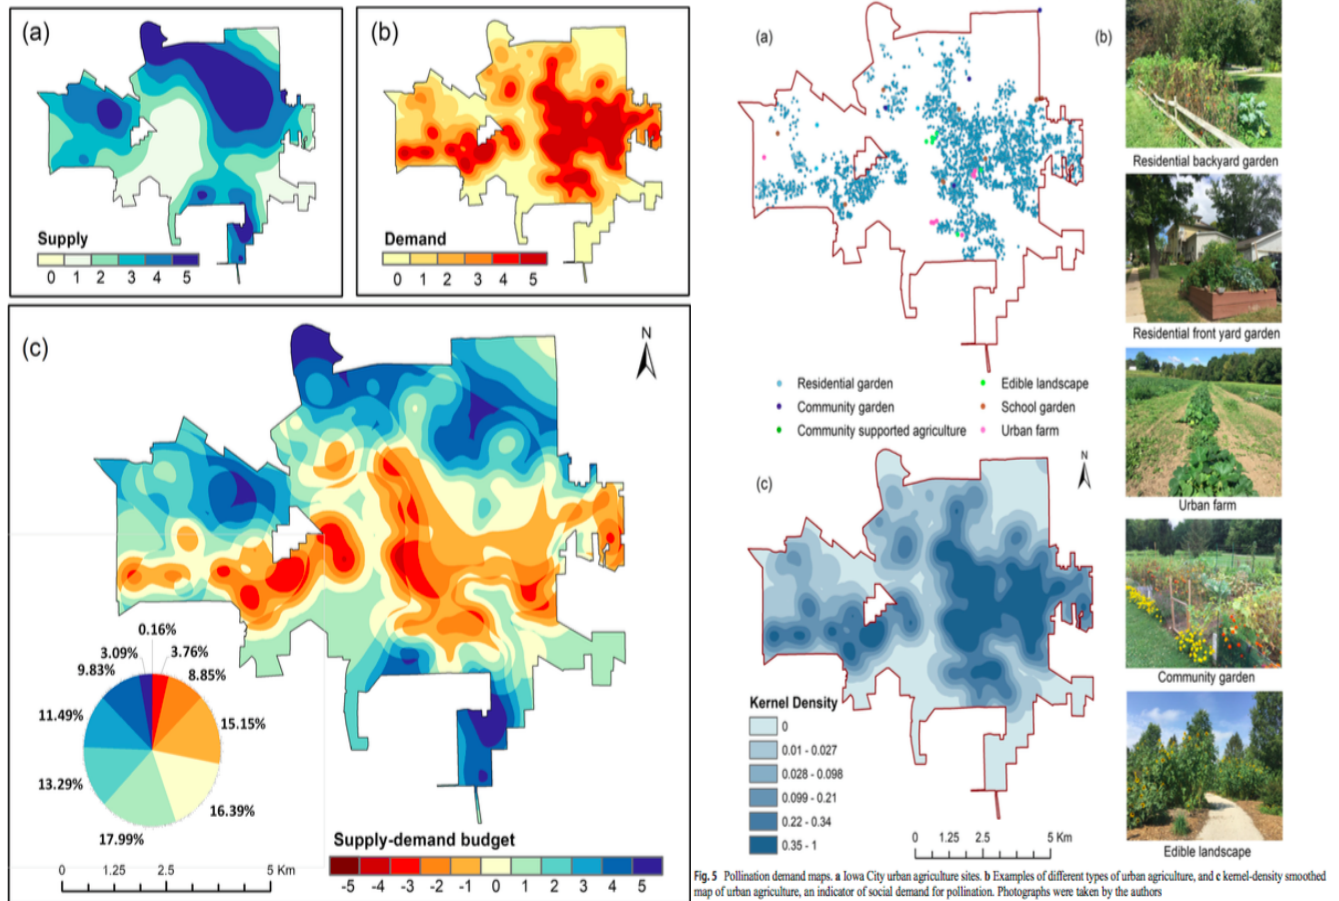 (a)
Supply
0 1 2 3 4 5
(b)
Demand
0 1 2 3 4 5
(c)
N
0.16%
3.09%
3.76%
9.83%
8.85%
11.49%
15.15%
13.29%
16.39%
17.99%
Supply-demand budget
-5 -4 -3 -2 -1 0 1 2 3 4 5
0 1.25 2.5 5 Km
(a)
Residential garden
Community garden
Community supported agriculture
Edible landscape
School garden
Urban farm
(b)
Residential backyard garden
Residential front yard garden
Urban farm
Community garden
Edible landscape
(c)
N
Kernel Density
0
0.01 - 0.027
0.028 - 0.098
0.099 - 0.21
0.22 - 0.34
0.35 - 1
0 1.25 2.5 5 Km
Fig. 5 Pollination demand maps. a Iowa City urban agriculture sites. b Examples of different types of urban agriculture, and c kernel-density smoothed
map of urban agriculture, an indicator of social demand for pollination. Photographs were taken by the authors